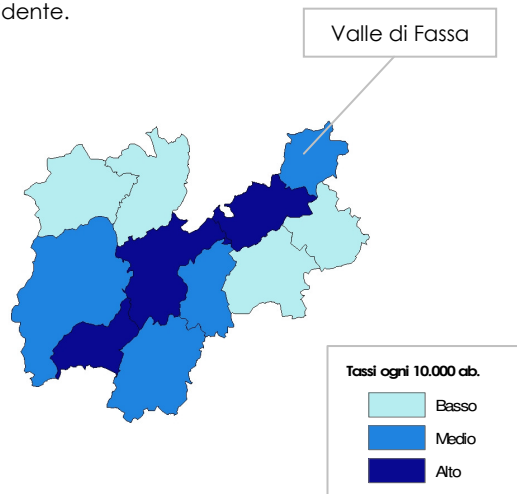 dente.
Valle di Fassa
Tassi ogni 10.000 ab.
Basso
Medio
Alto